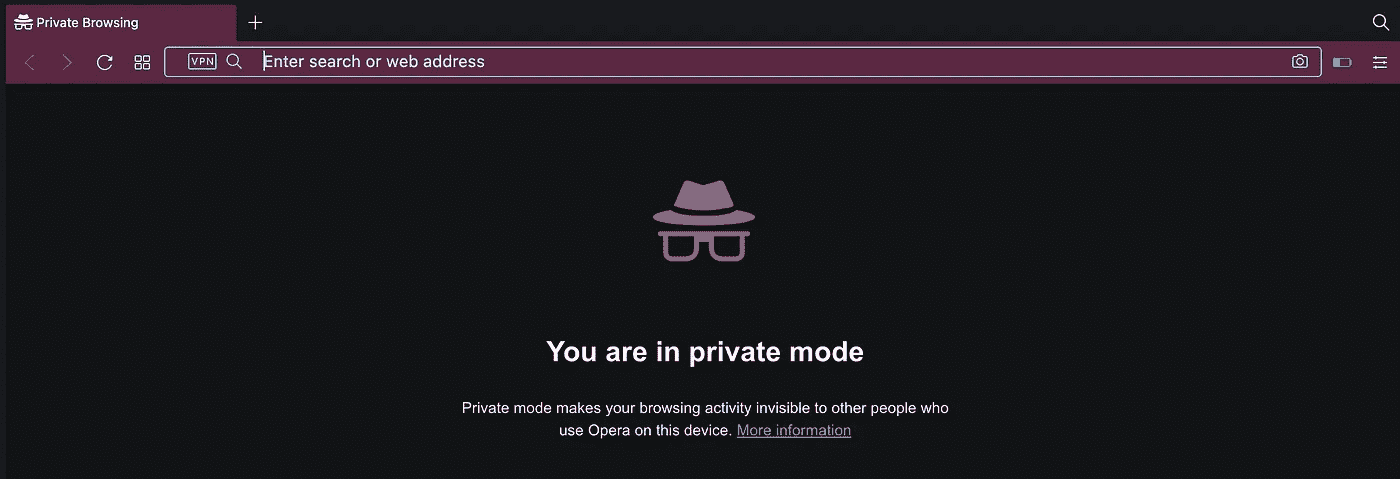 Private Browsing
VPN
Enter search or web address
You are in private mode
Private mode makes your browsing activity invisible to other people who
use Opera on this device. More information